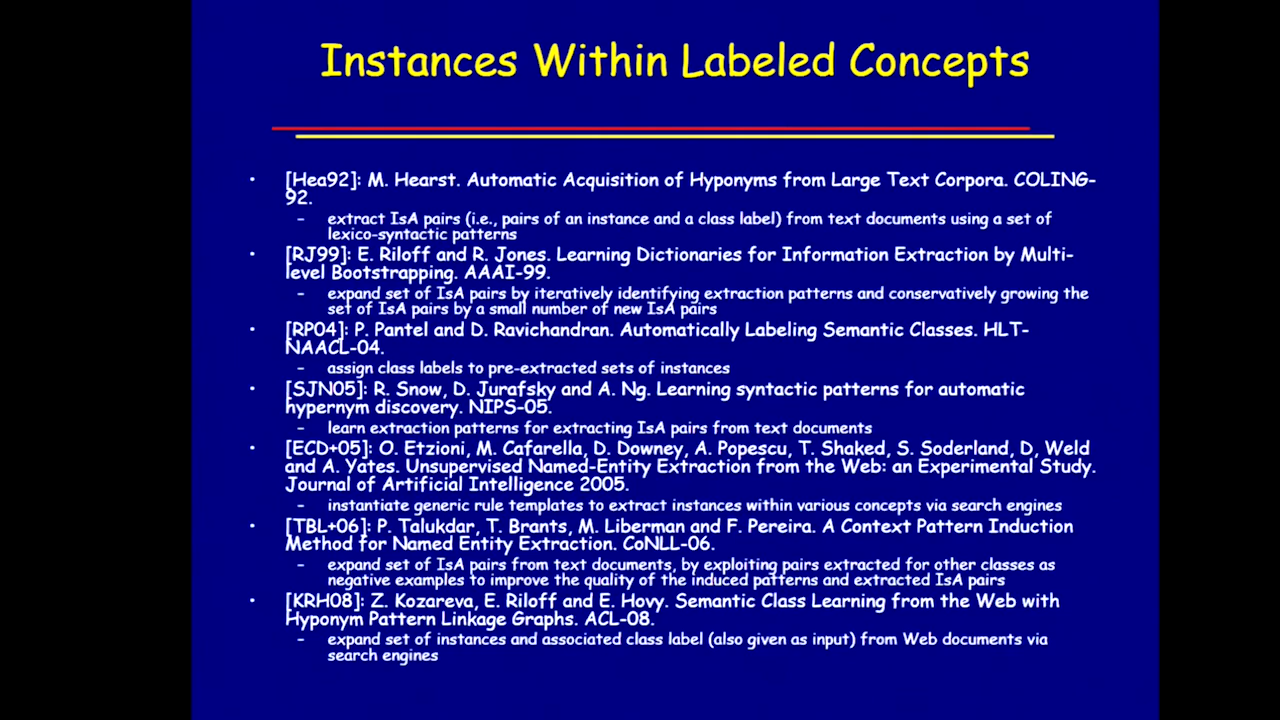 Instances Within Labeled Concepts
• [Hea92]: M. Hearst. Automatic Acquisition of Hyponyms from Large Text Corpora. COLING-
92.
– extract IsA pairs (i.e., pairs of an instance and a class label) from text documents using a set of
lexico-syntactic patterns
• [RJ99]: E. Riloff and R. Jones. Learning Dictionaries for Information Extraction by Multi-
level Bootstrapping. AAAI-99.
– expand set of IsA pairs by iteratively identifying extraction patterns and conservatively growing the
set of IsA pairs by a small number of new IsA pairs
• [RP04]: P. Pantel and D. Ravichandran. Automatically Labeling Semantic Classes. HLT-
NAACL-04.
– assign class labels to pre-extracted sets of instances
• [SJN05]: R. Snow, D. Jurafsky and A. Ng. Learning syntactic patterns for automatic
hypernym discovery. NIPS-05.
– learn extraction patterns for extracting IsA pairs from text documents
• [ECD+05]: O. Etzioni, M. Cafarella, D. Downey, A. Popescu, T. Shaked, S. Soderland, D, Weld
and A. Yates. Unsupervised Named-Entity Extraction from the Web: an Experimental Study.
Journal of Artificial Intelligence 2005.
– instantiate generic rule templates to extract instances within various concepts via search engines
• [TBL+06]: P. Talukdar, T. Brants, M. Liberman and F. Pereira. A Context Pattern Induction
Method for Named Entity Extraction. CoNLL-06.
– expand set of IsA pairs from text documents, by exploiting pairs extracted for other classes as
negative examples to improve the quality of the induced patterns and extracted IsA pairs
• [KRH08]: Z. Kozareva, E. Riloff and E. Hovy. Semantic Class Learning from the Web with
Hyponym Pattern Linkage Graphs. ACL-08.
– expand set of instances and associated class label (also given as input) from Web documents via
search engines